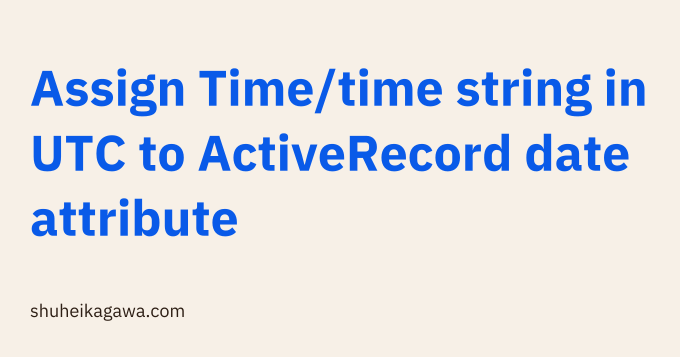 Assign Time/time string in
UTC to ActiveRecord date
attribute
shuheikagawa.com